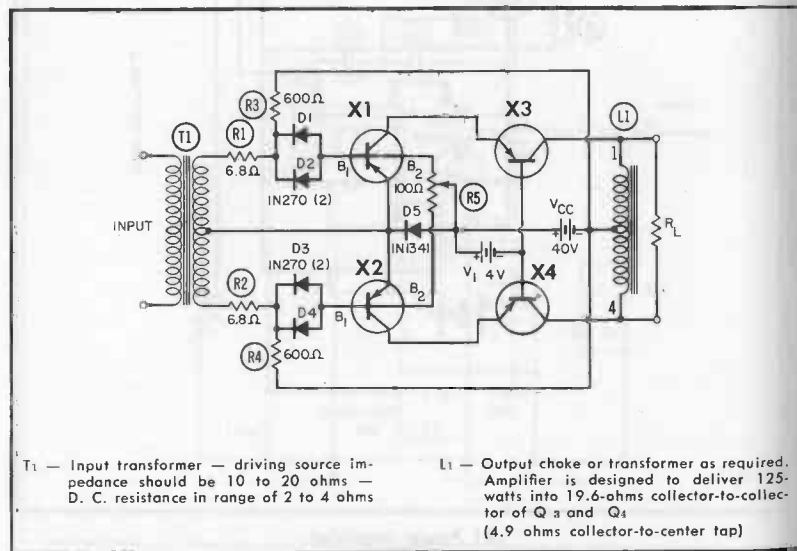 R3
600Ω
X1
X3
D1
L1
T1
R1
6.8Ω
D2
B1
B2
1N270 (2)
100Ω
R5
1
D5
VCC
INPUT
1N1341
40V
RL
D3
1N270 (2)
V1 4V
R2
X2
B2
X4
6.8Ω
D4
B1
4
R4
600Ω
T1 — Input transformer — driving source im-
pedance should be 10 to 20 ohms —
D. C. resistance in range of 2 to 4 ohms
L1 — Output choke or transformer as required.
Amplifier is designed to deliver 125-
watts into 19.6-ohms collector-to-collec-
tor of Q 3 and Q4
(4.9 ohms collector-to-center tap)